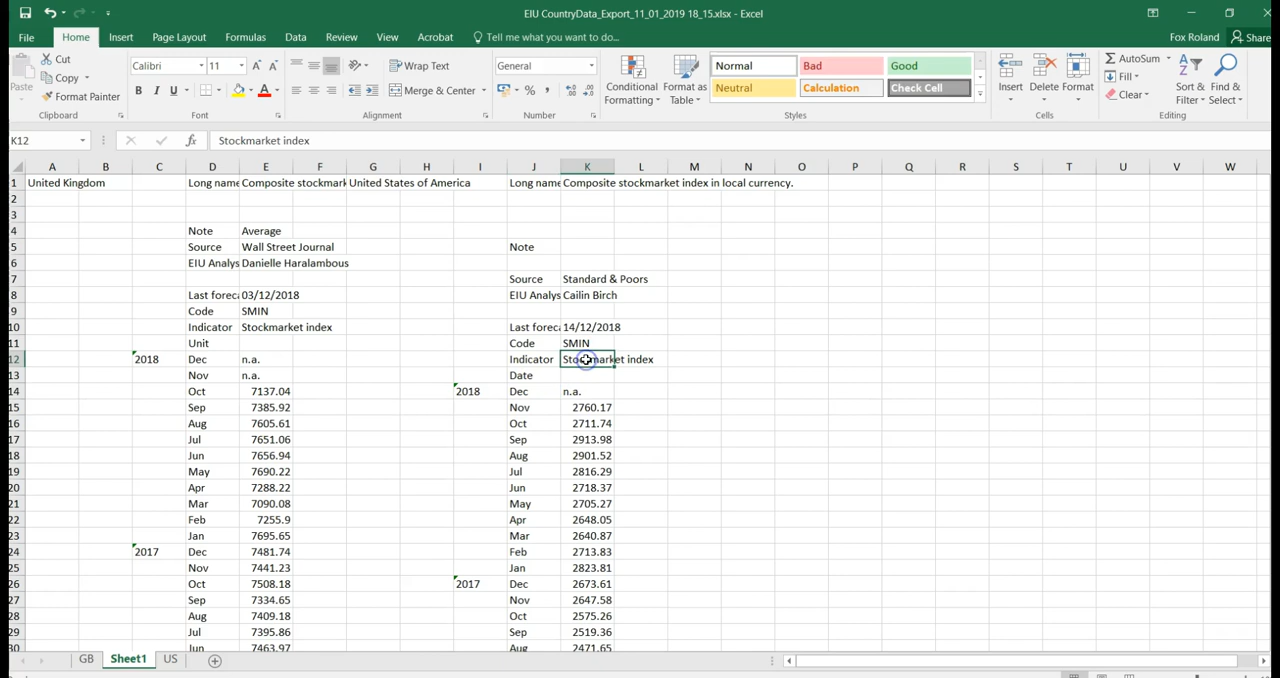 EIU CountryData_Export_11_01_2019 18_15.xlsx - Excel
File Home Insert Page Layout Formulas Data Review View Acrobat Tell me what you want to do... Fox Roland Share
Paste
Cut
Copy
Format Painter
Clipboard
Calibri 11
B I U
Font
Wrap Text
Merge & Center
Alignment
General
%
Number
Conditional Formatting
Format as Table
Normal Bad Good
Neutral Calculation Check Cell
Styles
Insert Delete Format
Cells
AutoSum
Fill
Clear
Sort & Filter
Find & Select
Editing
K12 fx Stockmarket index
A B C D E F G H I J K L M N O P Q R S T U V W
1 United Kingdom Long name Composite stockmark United States of America Long name Composite stockmarket index in local currency.
2
3
4 Note Average
5 Source Wall Street Journal Note
6 EIU Analys Danielle Haralambous
7 Source Standard & Poors
8 Last foreca 03/12/2018 EIU Analys Cailin Birch
9 Code SMIN
10 Indicator Stockmarket index Last foreca 14/12/2018
11 Unit Code SMIN
12 2018 Dec n.a. Indicator Stockmarket index
13 Nov n.a. Date
14 Oct 7137.04 2018 Dec n.a.
15 Sep 7385.92 Nov 2760.17
16 Aug 7605.61 Oct 2711.74
17 Jul 7651.06 Sep 2913.98
18 Jun 7656.94 Aug 2901.52
19 May 7690.22 Jul 2816.29
20 Apr 7288.22 Jun 2718.37
21 Mar 7090.08 May 2705.27
22 Feb 7255.9 Apr 2648.05
23 Jan 7695.65 Mar 2640.87
24 2017 Dec 7481.74 Feb 2713.83
25 Nov 7441.23 Jan 2823.81
26 Oct 7508.18 2017 Dec 2673.61
27 Sep 7334.65 Nov 2647.58
28 Aug 7409.18 Oct 2575.26
29 Jul 7395.86 Sep 2519.36
30 Jun 7463.97 Aug 2471.65
GB Sheet1 US